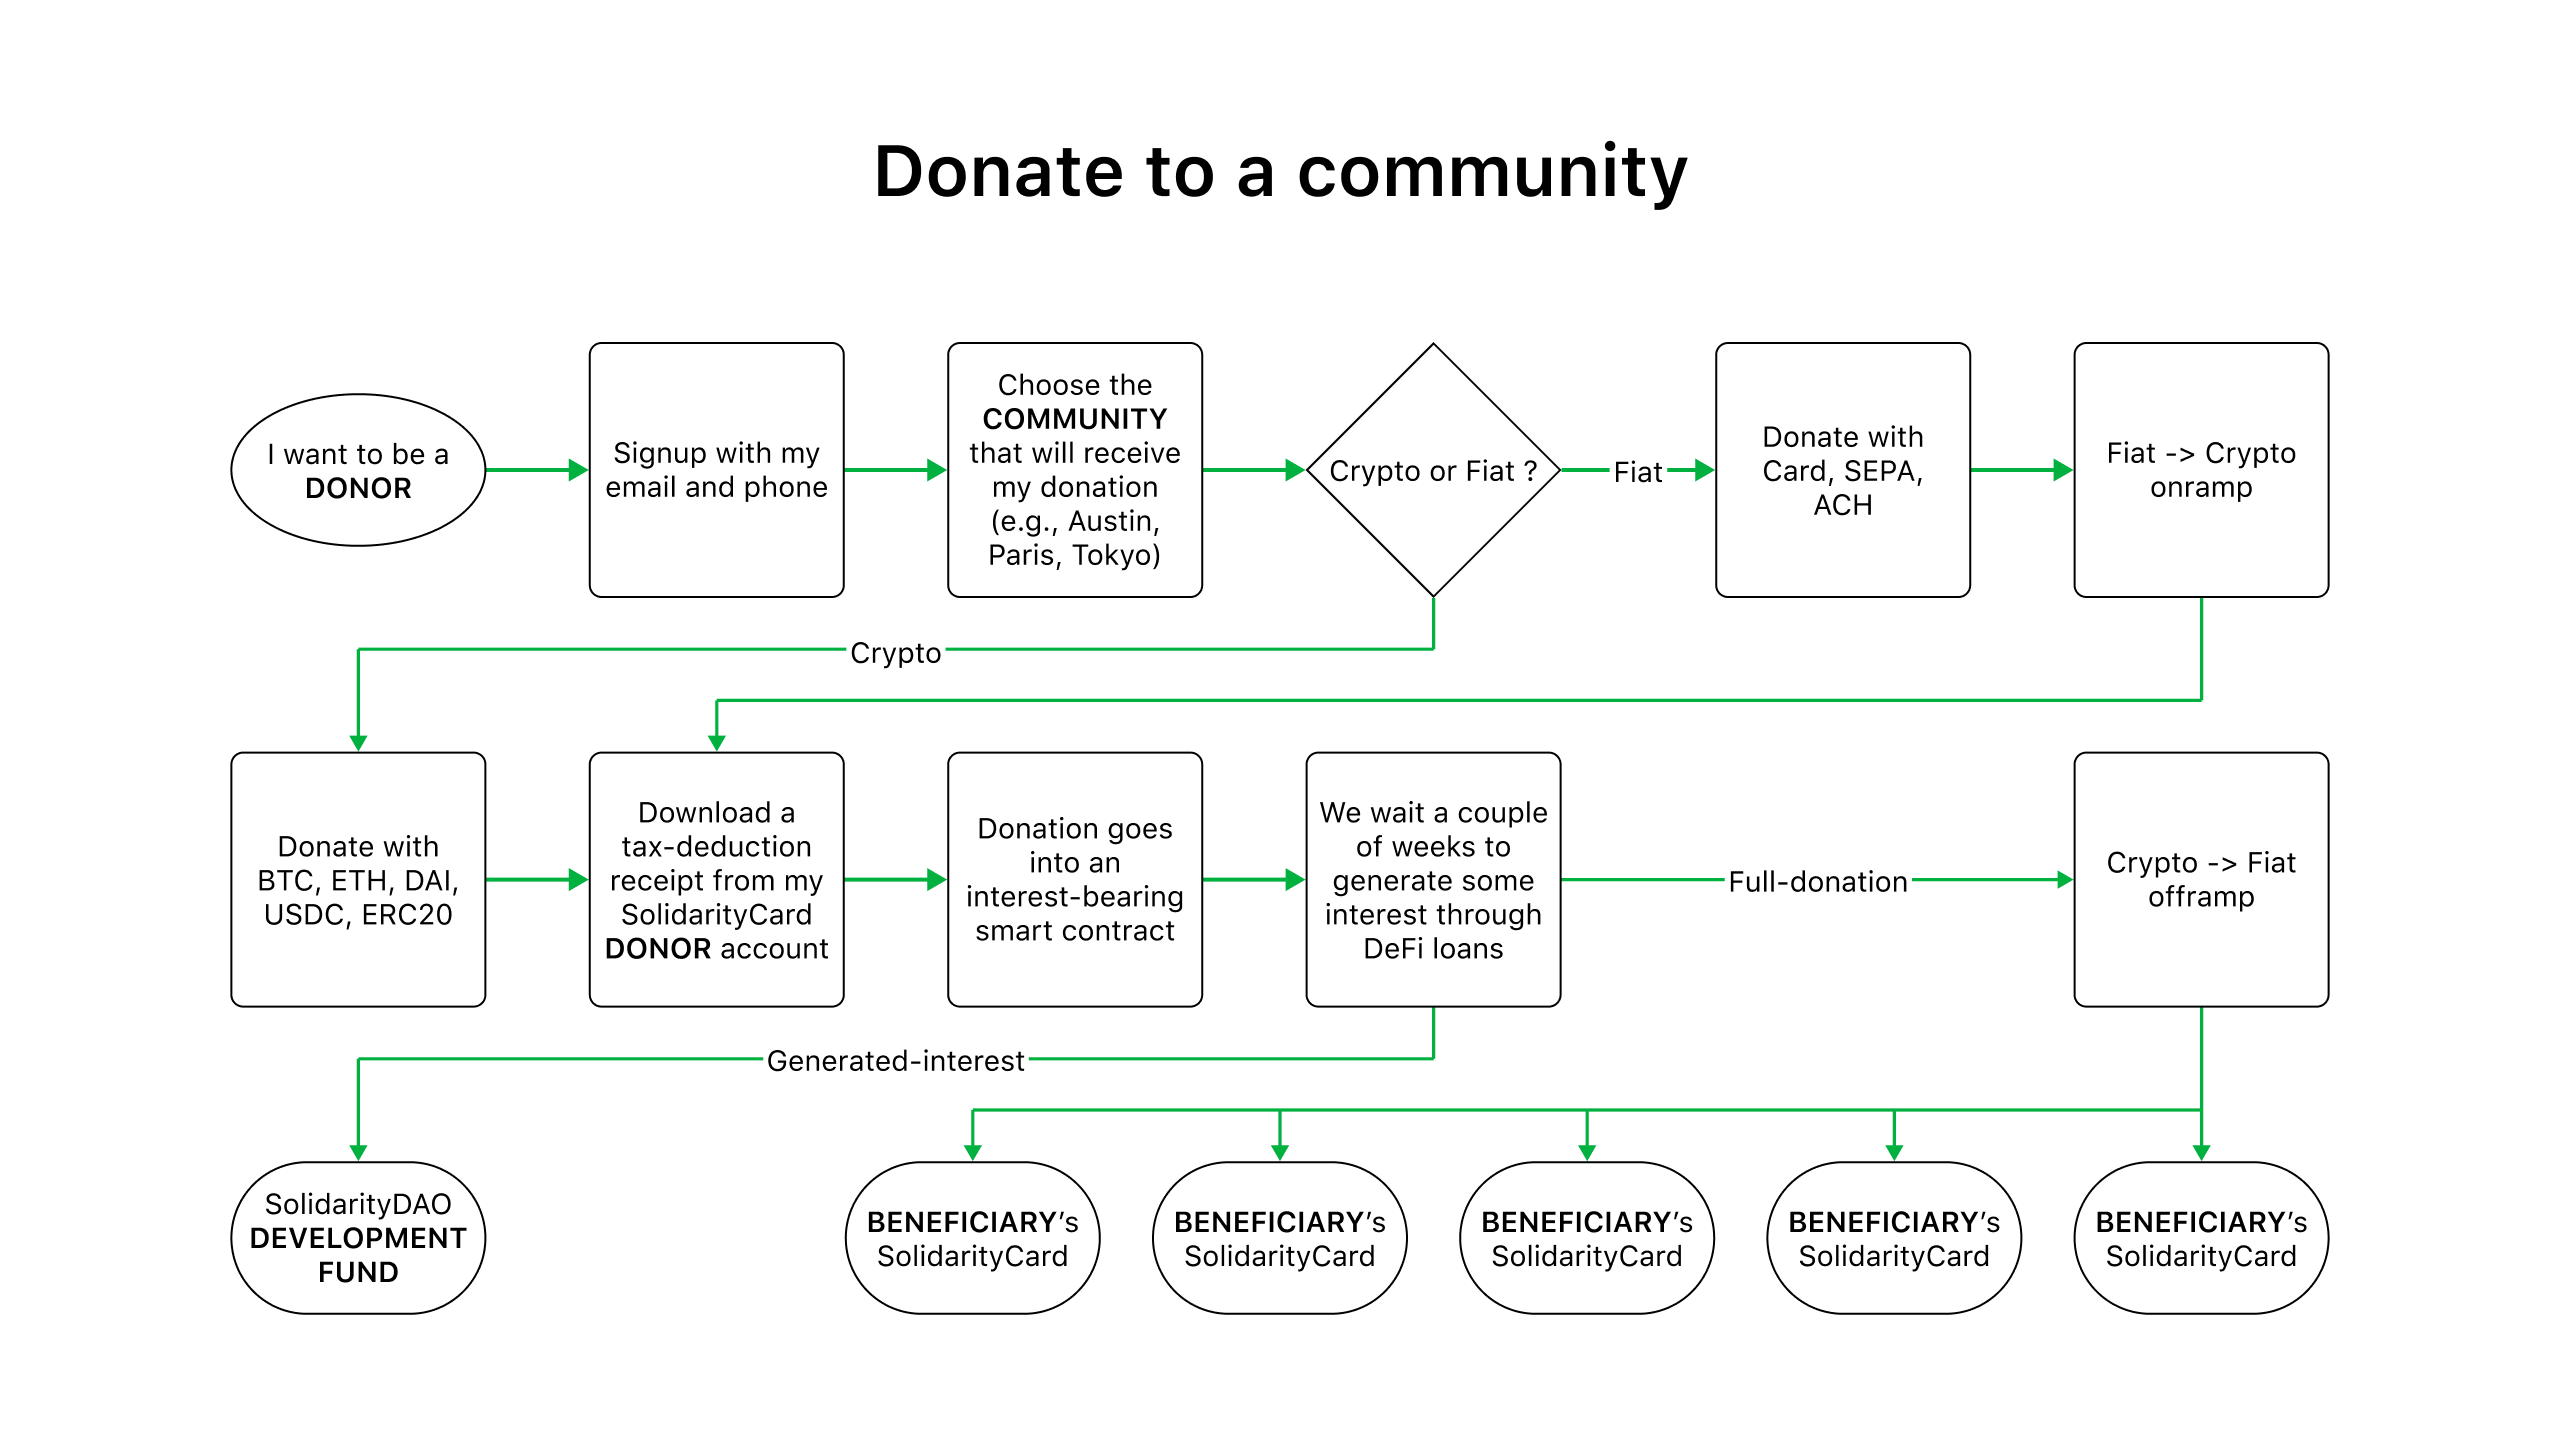 Donate to a community
I want to be a
DONOR
Signup with my
email and phone
Choose the
COMMUNITY
that will receive
my donation
(e.g., Austin,
Paris, Tokyo)
Crypto or Fiat ?
Fiat
Donate with
Card, SEPA,
ACH
Fiat -> Crypto
onramp
Crypto
Donate with
BTC, ETH, DAI,
USDC, ERC20
Download a
tax-deduction
receipt from my
SolidarityCard
DONOR account
Donation goes
into an
interest-bearing
smart contract
We wait a couple
of weeks to
generate some
interest through
DeFi loans
Full-donation
Crypto -> Fiat
offramp
Generated-interest
SolidarityDAO
DEVELOPMENT
FUND
BENEFICIARY’s
SolidarityCard
BENEFICIARY’s
SolidarityCard
BENEFICIARY’s
SolidarityCard
BENEFICIARY’s
SolidarityCard
BENEFICIARY’s
SolidarityCard